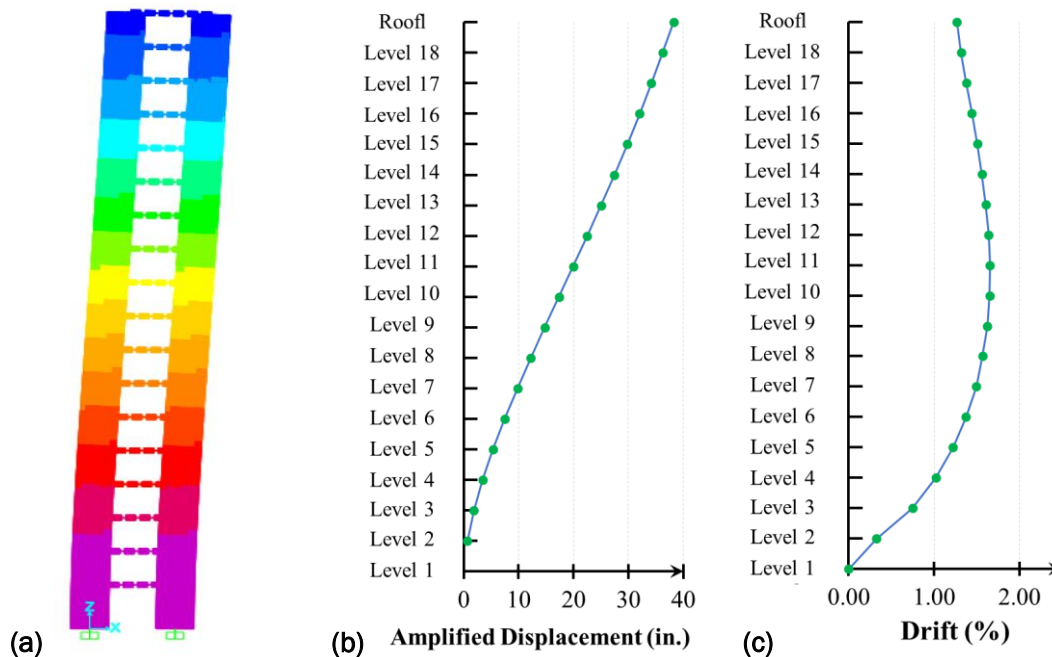 Z
X
(a)
Roofl
Level 18
Level 17
Level 16
Level 15
Level 14
Level 13
Level 12
Level 11
Level 10
Level 9
Level 8
Level 7
Level 6
Level 5
Level 4
Level 3
Level 2
Level 1
0 10 20 30 40
(b) Amplified Displacement (in.)
Roofl
Level 18
Level 17
Level 16
Level 15
Level 14
Level 13
Level 12
Level 11
Level 10
Level 9
Level 8
Level 7
Level 6
Level 5
Level 4
Level 3
Level 2
Level 1
0.00 1.00 2.00
(c) Drift (%)